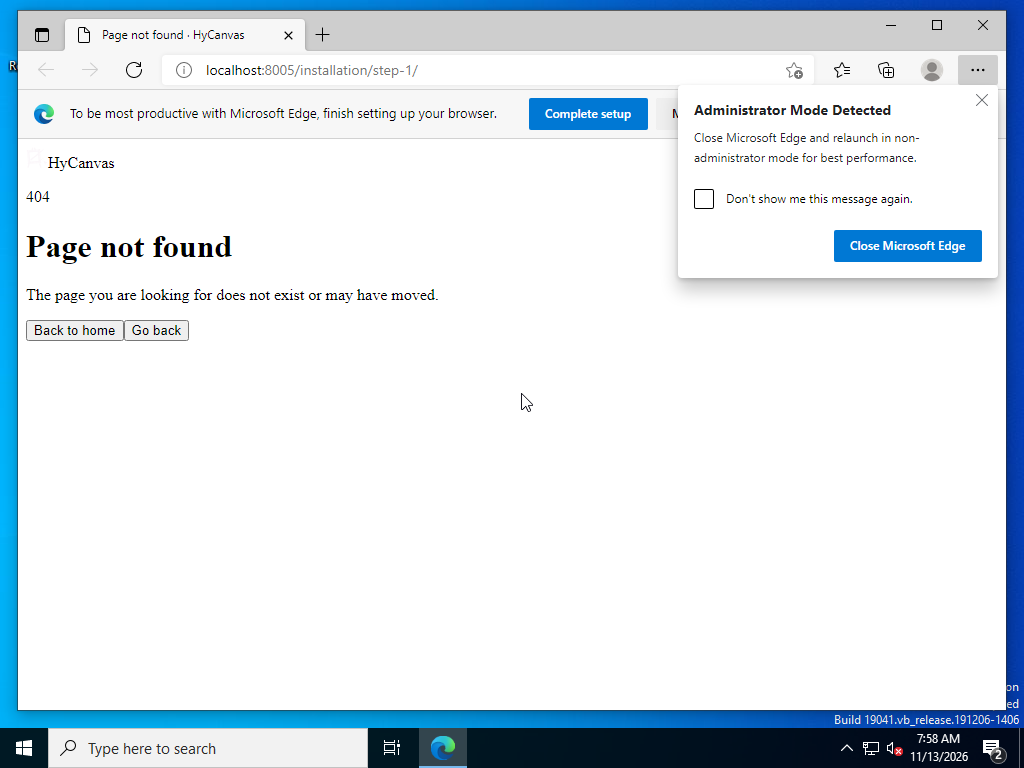 Page not found · HyCanvas
localhost:8005/installation/step-1/
To be most productive with Microsoft Edge, finish setting up your browser.
Complete setup
Administrator Mode Detected
Close Microsoft Edge and relaunch in non-
administrator mode for best performance.
Don't show me this message again.
Close Microsoft Edge
HyCanvas
404
Page not found
The page you are looking for does not exist or may have moved.
Back to home
Go back
Build 19041.vb_release.191206-1406
Type here to search
7:58 AM
11/13/2026
2